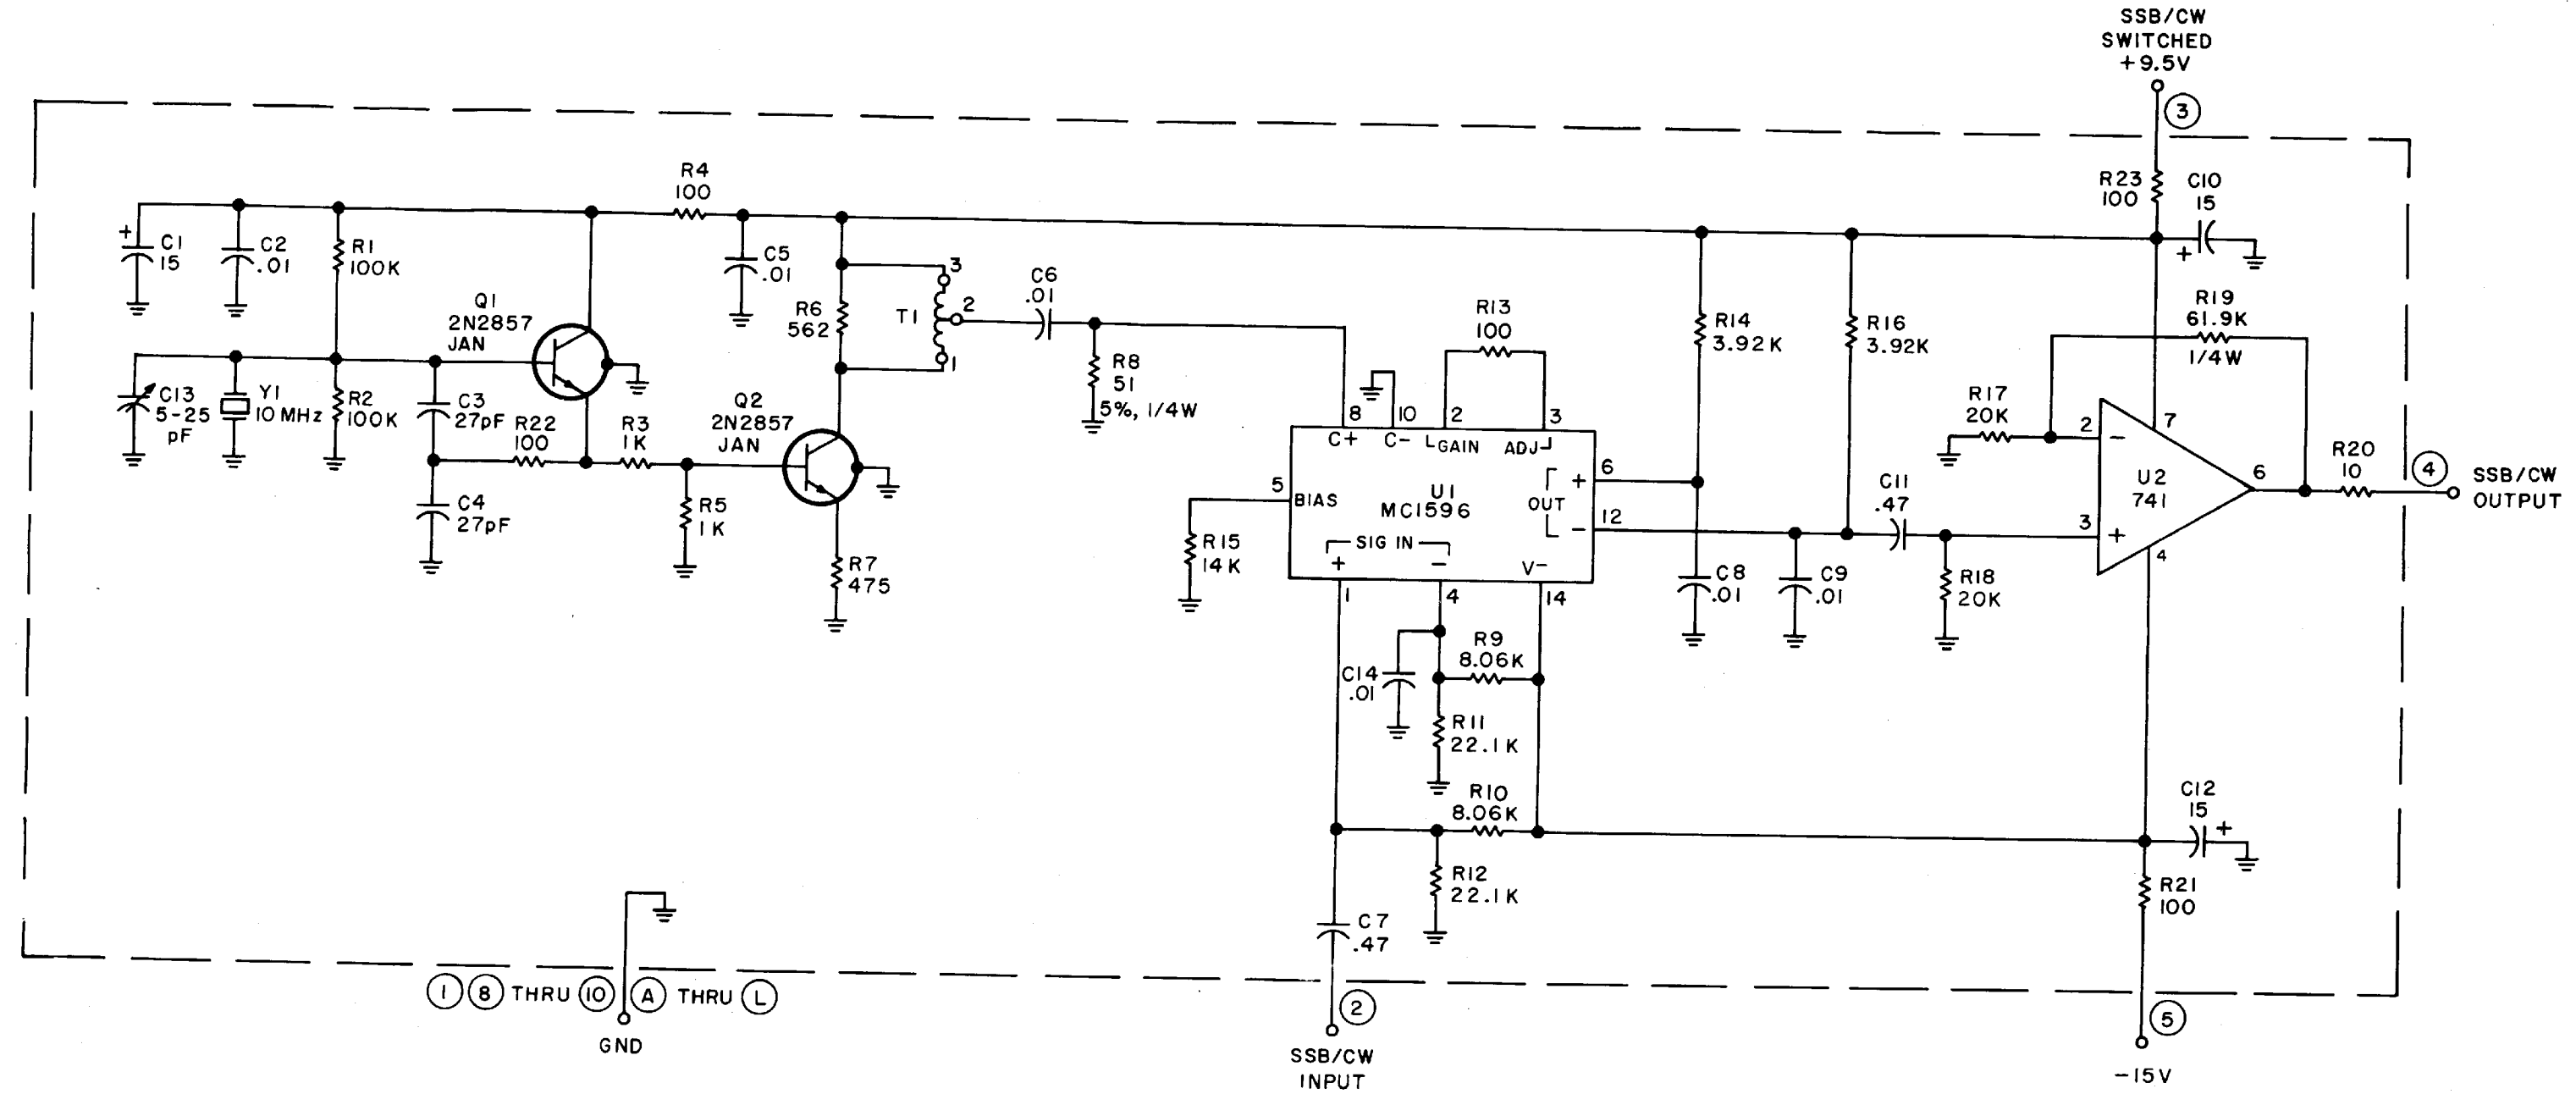 SSB/CW
SWITCHED
+9.5V
3
R4
100
R23
100
C10
15
+
+
C1
15
C2
.01
R1
100K
C5
.01
3
2
1
T1
R6
562
C6
.01
Q1
2N2857
JAN
R8
51
5%, 1/4W
R13
100
R14
3.92K
R16
3.92K
R19
61.9K
1/4W
C13
5-25
pF
Y1
10 MHz
R2
100K
C3
27pF
R22
100
R3
1K
Q2
2N2857
JAN
8
10
2
3
C+
C-
GAIN
ADJ
R17
20K
2
-
7
U2
741
6
R20
10
4
SSB/CW
OUTPUT
C4
27pF
R5
1K
R7
475
5
BIAS
U1
MC1596
+
OUT
-
6
12
C11
.47
3
+
4
R15
14K
SIG IN
+
-
V-
1
4
14
C8
.01
C9
.01
R18
20K
C14
.01
R9
8.06K
R11
22.1K
R10
8.06K
R12
22.1K
C12
15
+
R21
100
C7
.47
1 8 THRU 10 A THRU L
GND
2
SSB/CW
INPUT
5
-15V